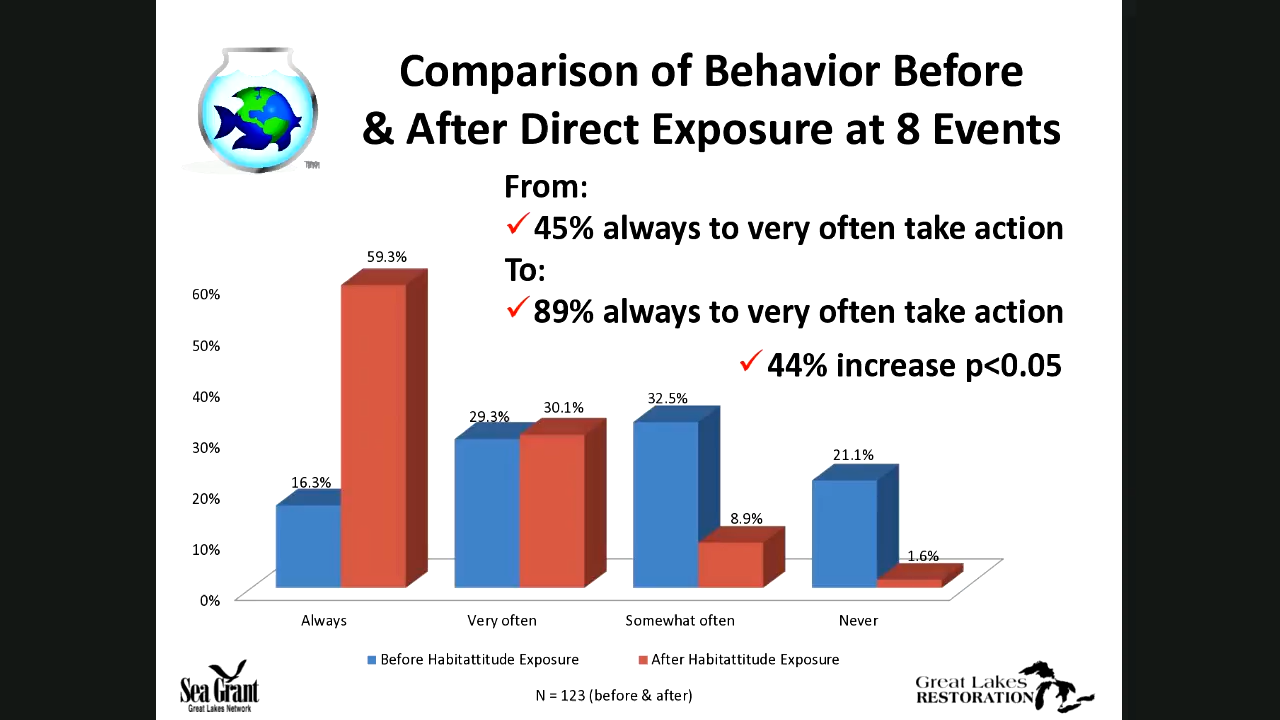 Comparison of Behavior Before
& After Direct Exposure at 8 Events
From:
✓45% always to very often take action
To:
✓89% always to very often take action
✓44% increase p<0.05
60%
50%
40%
30%
20%
10%
0%
16.3%
59.3%
29.3%
30.1%
32.5%
8.9%
21.1%
1.6%
Always
Very often
Somewhat often
Never
Before Habitattitude Exposure
After Habitattitude Exposure
N = 123 (before & after)
Sea Grant
Great Lakes Network
Great Lakes
RESTORATION